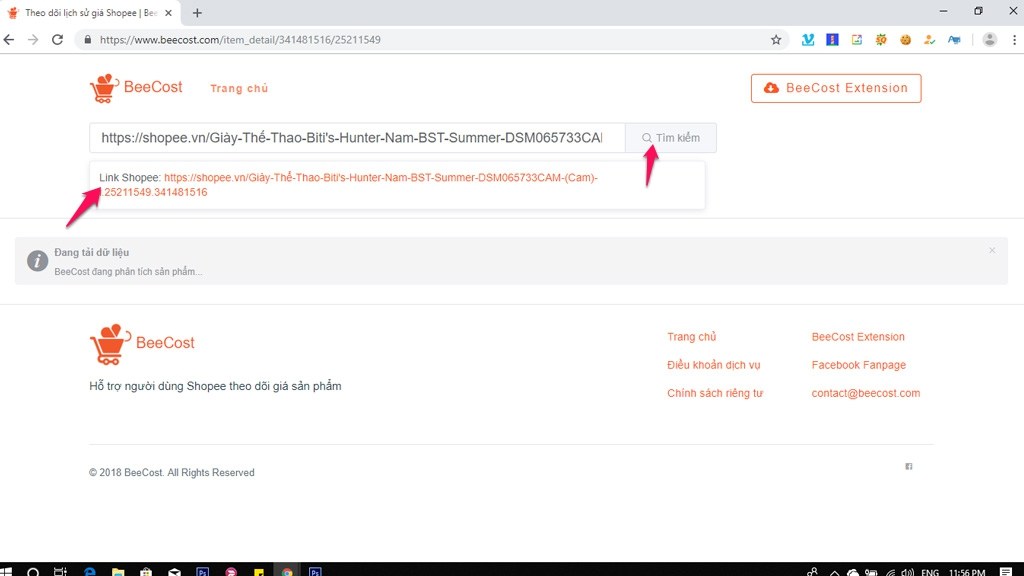 Theo dõi lịch sử giá Shopee | Bee
https://www.beecost.com/item_detail/341481516/25211549
BeeCost
Trang chủ
BeeCost Extension
https://shopee.vn/Giày-Thể-Thao-Biti's-Hunter-Nam-BST-Summer-DSM065733CAM
Tìm kiếm
Link Shopee: https://shopee.vn/Giày-Thể-Thao-Biti's-Hunter-Nam-BST-Summer-DSM065733CAM-(Cam)-
.25211549.341481516
Đang tải dữ liệu
BeeCost đang phân tích sản phẩm...
BeeCost
Hỗ trợ người dùng Shopee theo dõi giá sản phẩm
Trang chủ
Điều khoản dịch vụ
Chính sách riêng tư
BeeCost Extension
Facebook Fanpage
contact@beecost.com
© 2018 BeeCost. All Rights Reserved
ENG
11:56 PM